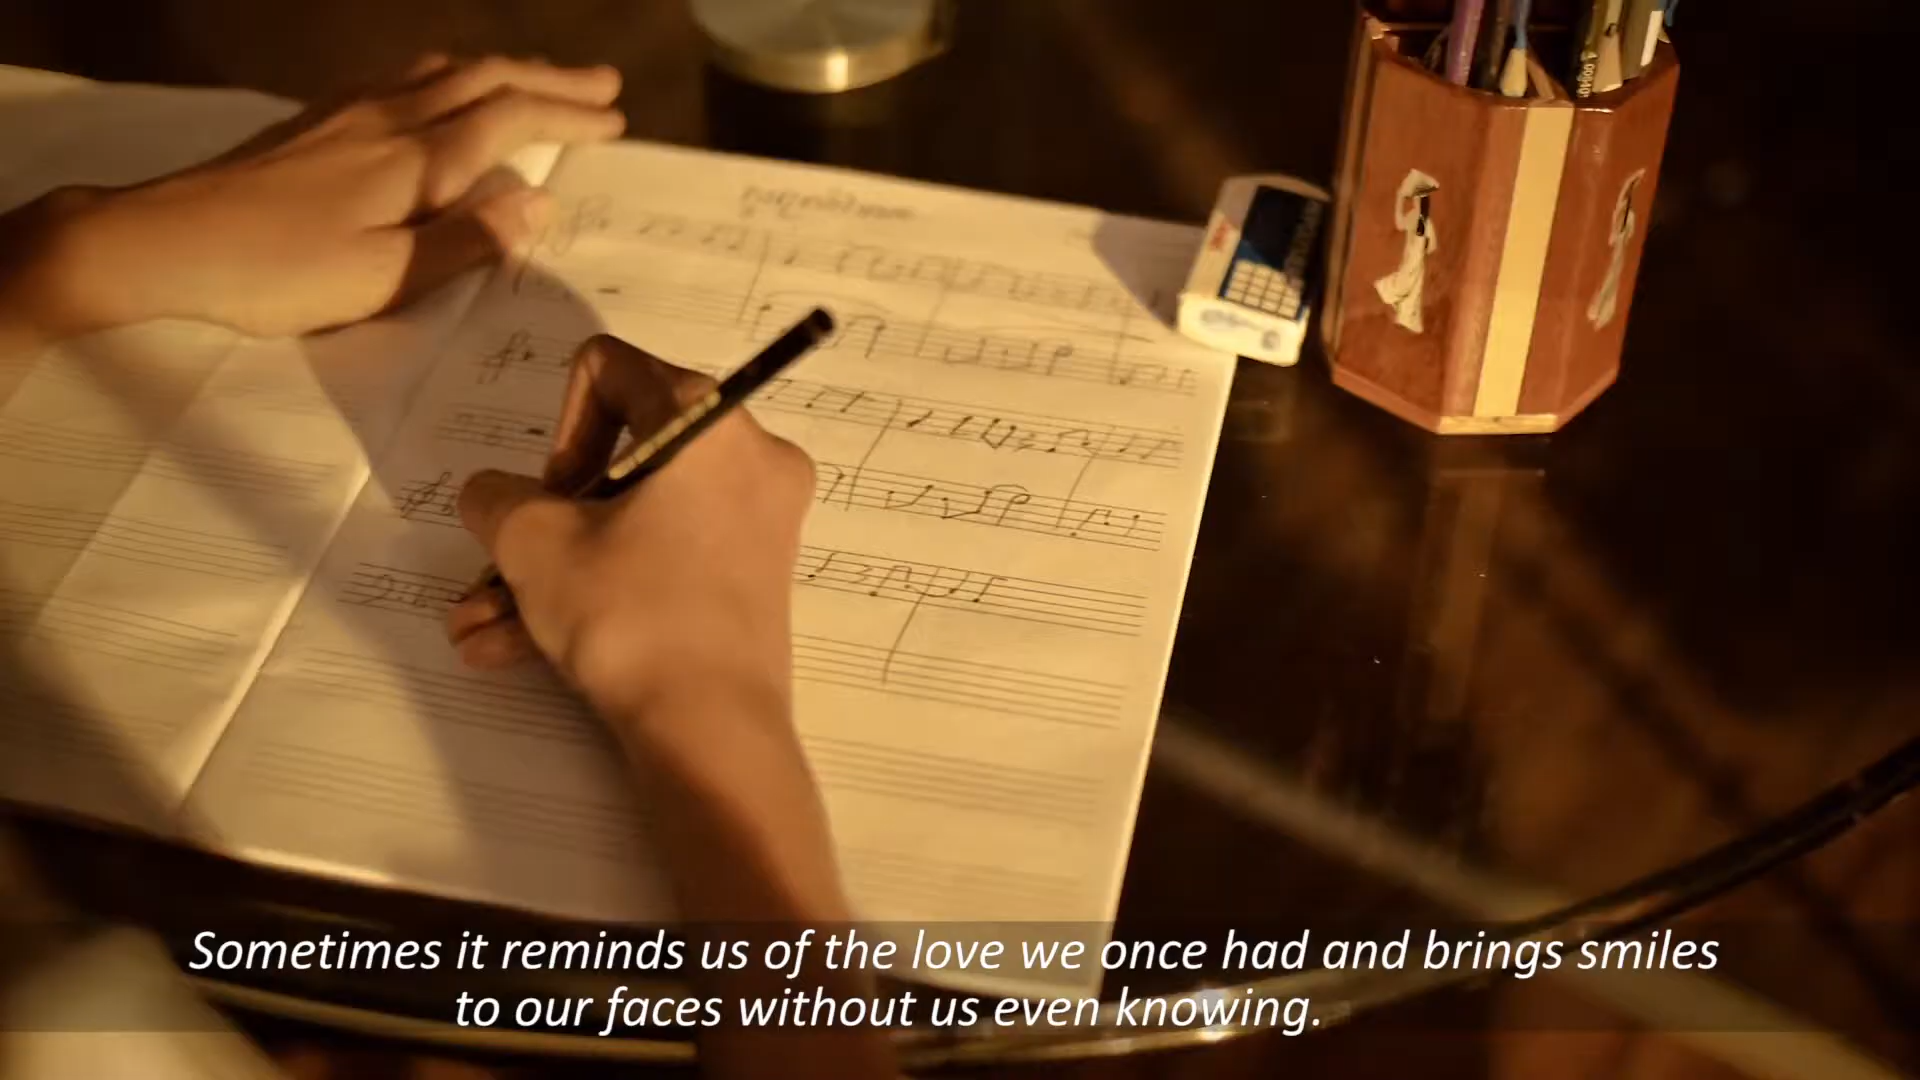 Sometimes it reminds us of the love we once had and brings smiles
to our faces without us even knowing.